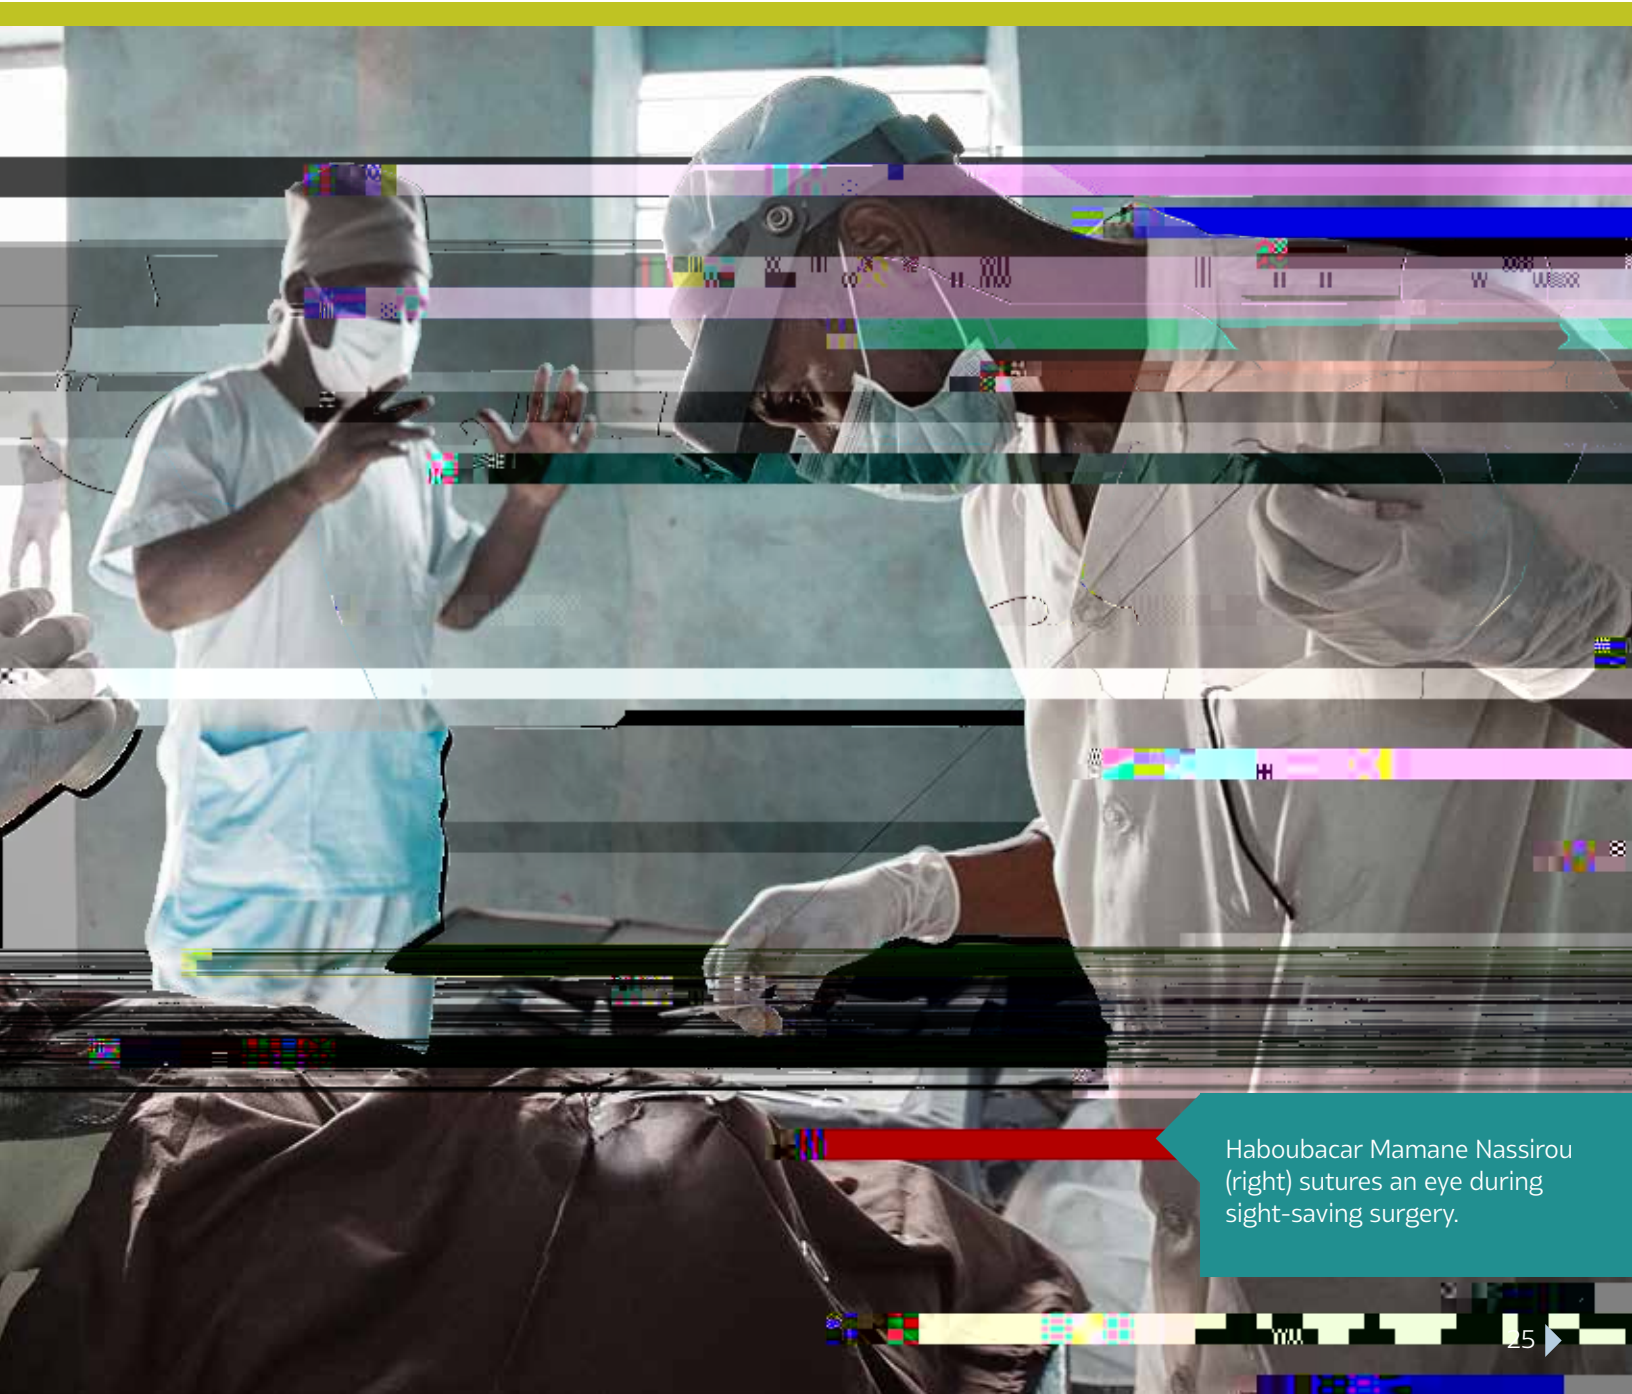 Haboubacar Mamane Nassirou
(right) sutures an eye during
sight-saving surgery.
25